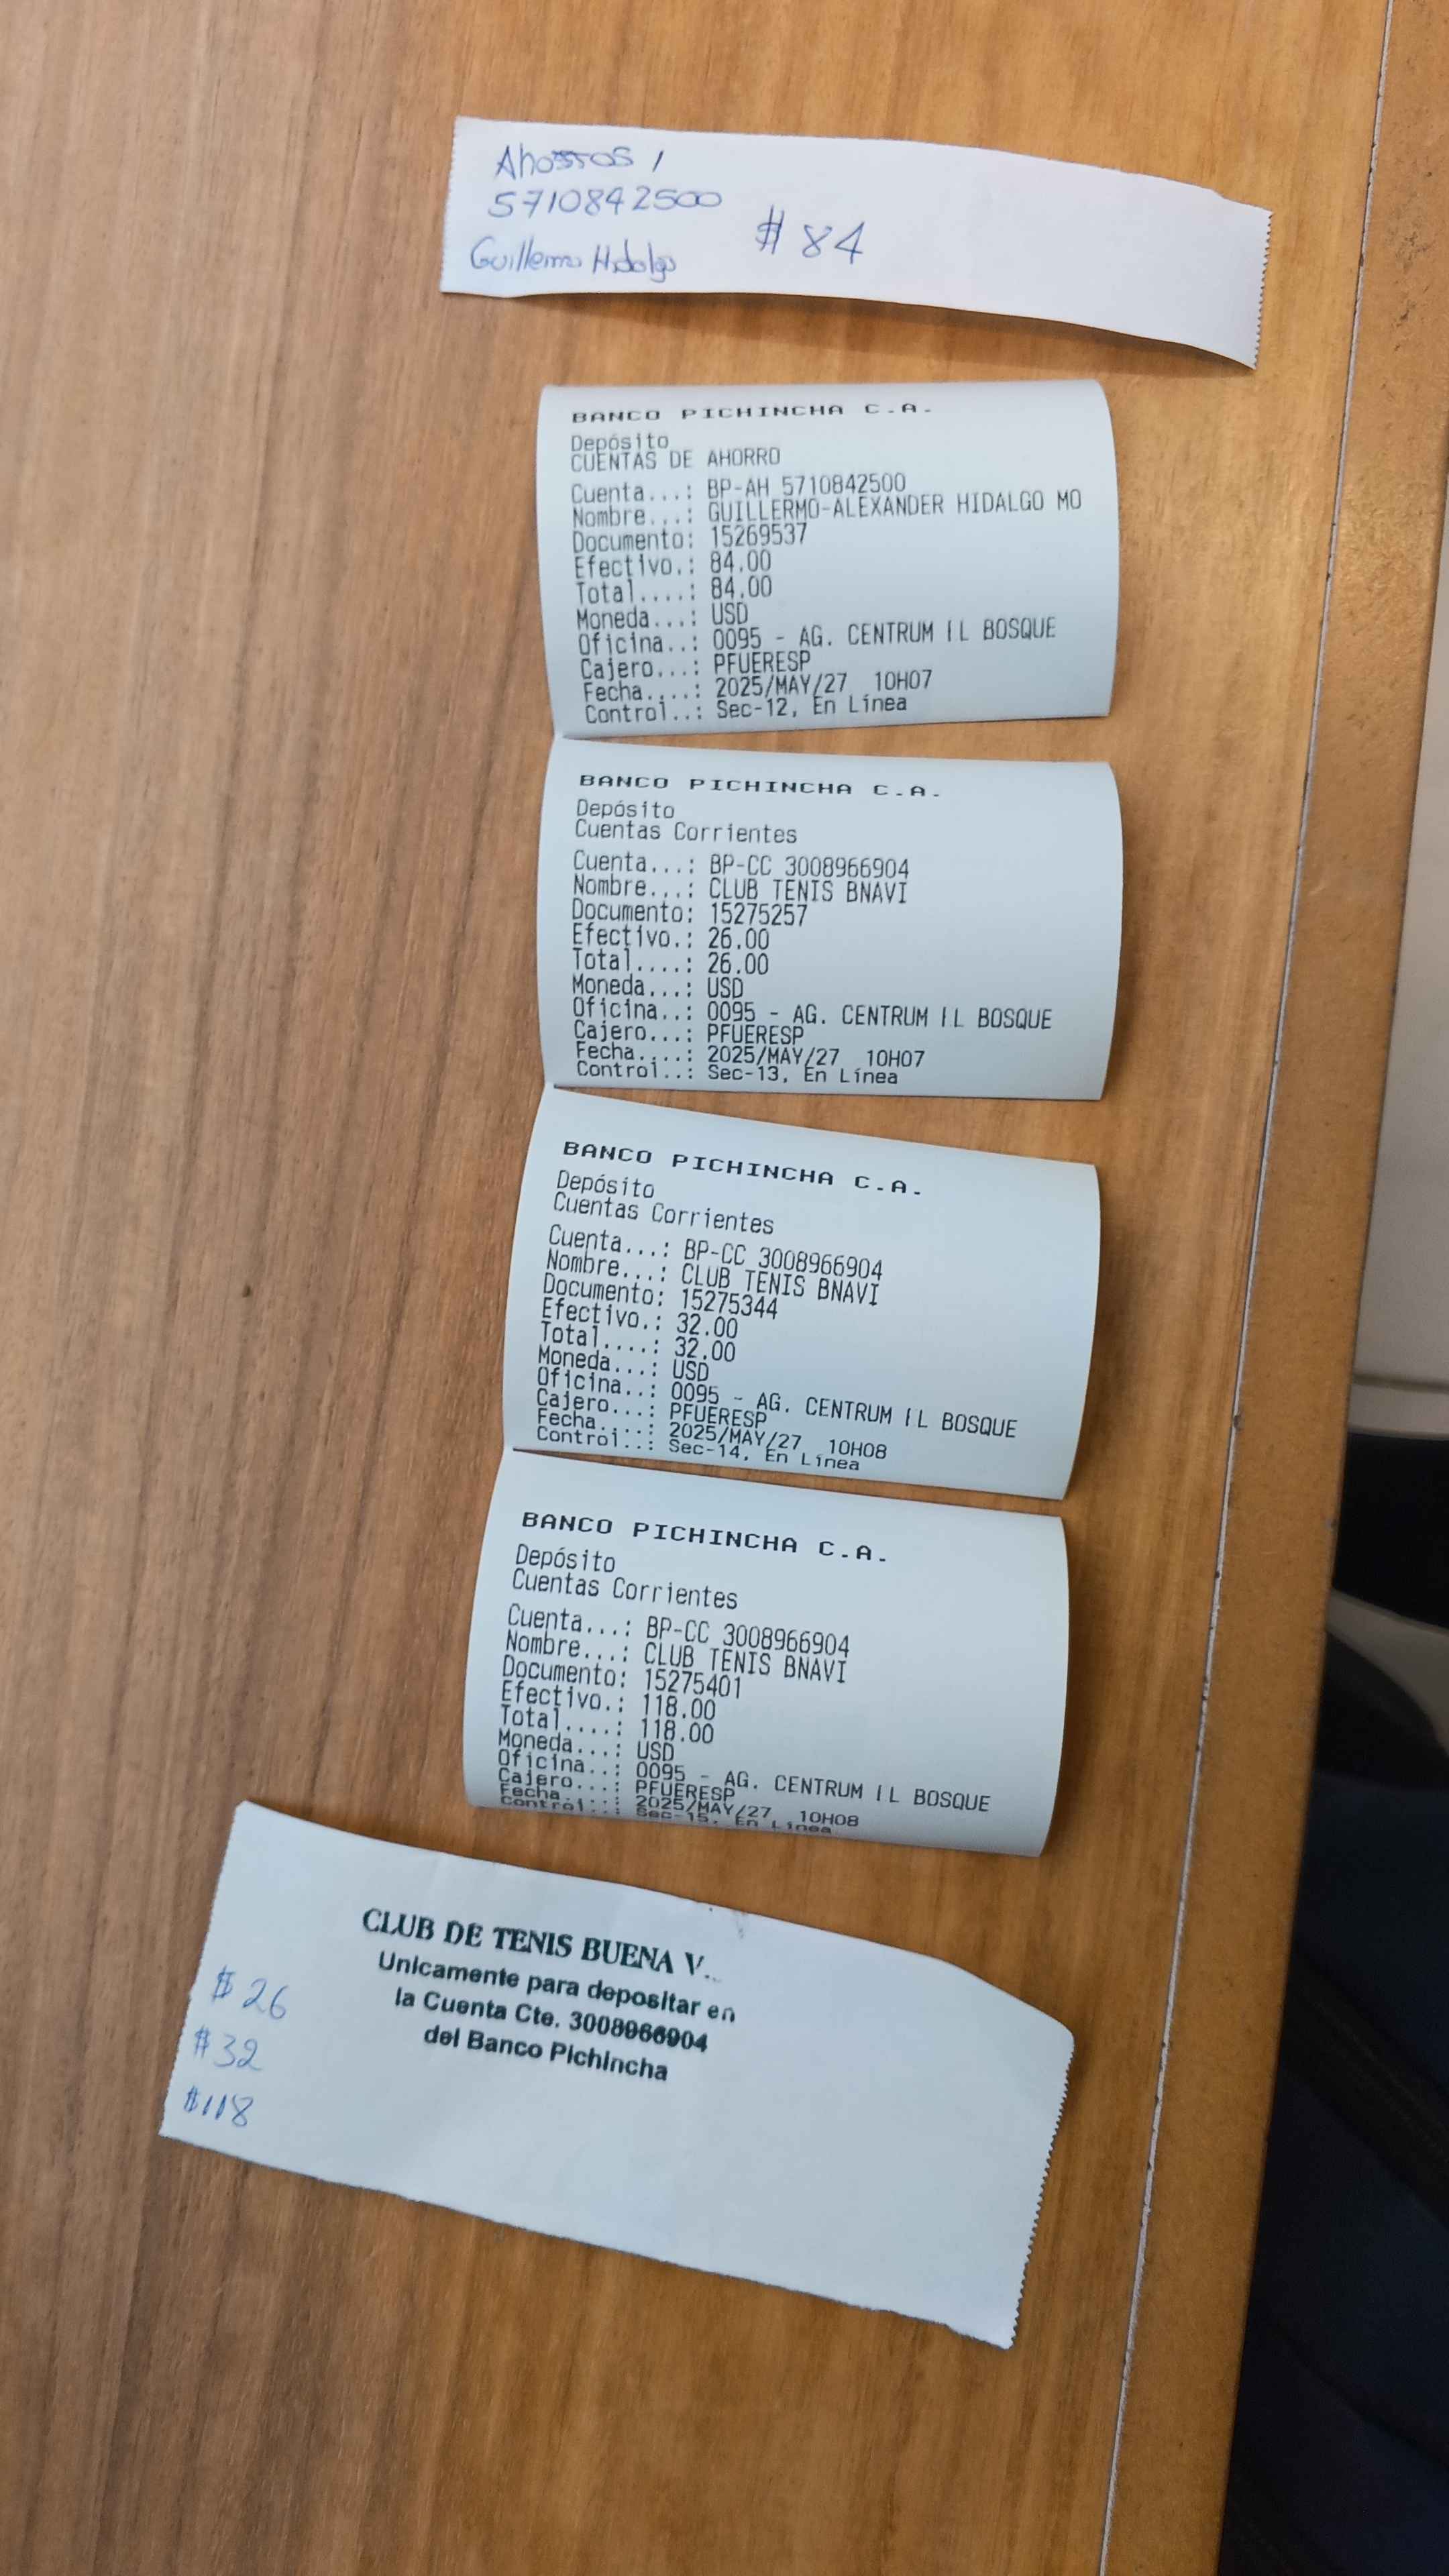 Ahorros /
5710842500
$ 84
Guillermo Hidalgo
BANCO PICHINCHA C.A.
Depósito
CUENTAS DE AHORRO
Cuenta...: BP-AH 5710842500
Nombre...: GUILLERMO-ALEXANDER HIDALGO MO
Documento: 15269537
Efectivo.: 84.00
Total....: 84.00
Moneda...: USD
Oficina..: 0095 - AG. CENTRUM IL BOSQUE
Cajero...: PFUERESP
Fecha....: 2025/MAY/27 10H07
Control..: Sec-12, En Línea
BANCO PICHINCHA C.A.
Depósito
Cuentas Corrientes
Cuenta...: BP-CC 3008966904
Nombre...: CLUB TENIS BNAVI
Documento: 15275257
Efectivo.: 26.00
Total....: 26.00
Moneda...: USD
Oficina..: 0095 - AG. CENTRUM IL BOSQUE
Cajero...: PFUERESP
Fecha....: 2025/MAY/27 10H07
Control..: Sec-13, En Línea
BANCO PICHINCHA C.A.
Depósito
Cuentas Corrientes
Cuenta...: BP-CC 3008966904
Nombre...: CLUB TENIS BNAVI
Documento: 15275344
Efectivo.: 32.00
Total....: 32.00
Moneda...: USD
Oficina..: 0095 - AG. CENTRUM IL BOSQUE
Cajero...: PFUERESP
Fecha....: 2025/MAY/27 10H08
Control..: Sec-14, En Línea
BANCO PICHINCHA C.A.
Depósito
Cuentas Corrientes
Cuenta...: BP-CC 3008966904
Nombre...: CLUB TENIS BNAVI
Documento: 15275401
Efectivo.: 118.00
Total....: 118.00
Moneda...: USD
Oficina..: 0095 - AG. CENTRUM IL BOSQUE
Cajero...: PFUERESP
Fecha....: 2025/MAY/27 10H08
Control..: Sec-15, En Línea
CLUB DE TENIS BUENA V..
Unicamente para depositar en
la Cuenta Cte. 3008966904
del Banco Pichincha
$ 26
$ 32
$118